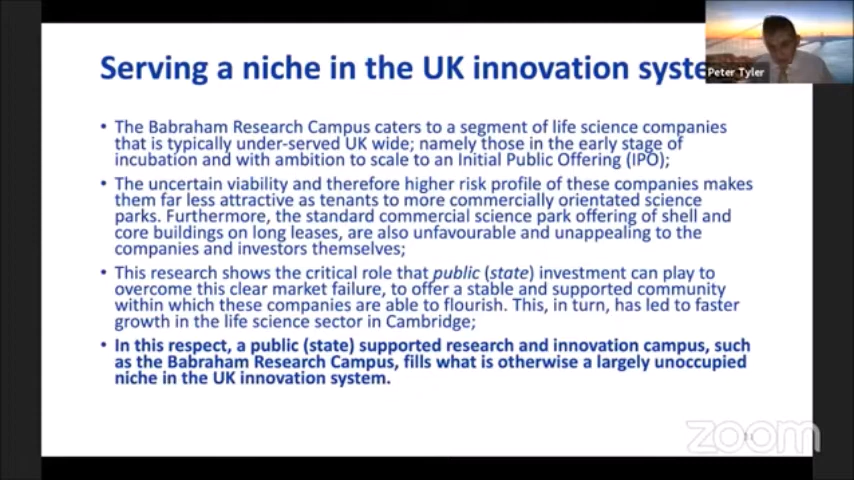 Serving a niche in the UK innovation syste
Peter Tyler
• The Babraham Research Campus caters to a segment of life science companies
that is typically under-served UK wide; namely those in the early stage of
incubation and with ambition to scale to an Initial Public Offering (IPO);
• The uncertain viability and therefore higher risk profile of these companies makes
them far less attractive as tenants to more commercially orientated science
parks. Furthermore, the standard commercial science park offering of shell and
core buildings on long leases, are also unfavourable and unappealing to the
companies and investors themselves;
• This research shows the critical role that public (state) investment can play to
overcome this clear market failure, to offer a stable and supported community
within which these companies are able to flourish. This, in turn, has led to faster
growth in the life science sector in Cambridge;
• In this respect, a public (state) supported research and innovation campus, such
as the Babraham Research Campus, fills what is otherwise a largely unoccupied
niche in the UK innovation system.
zoom